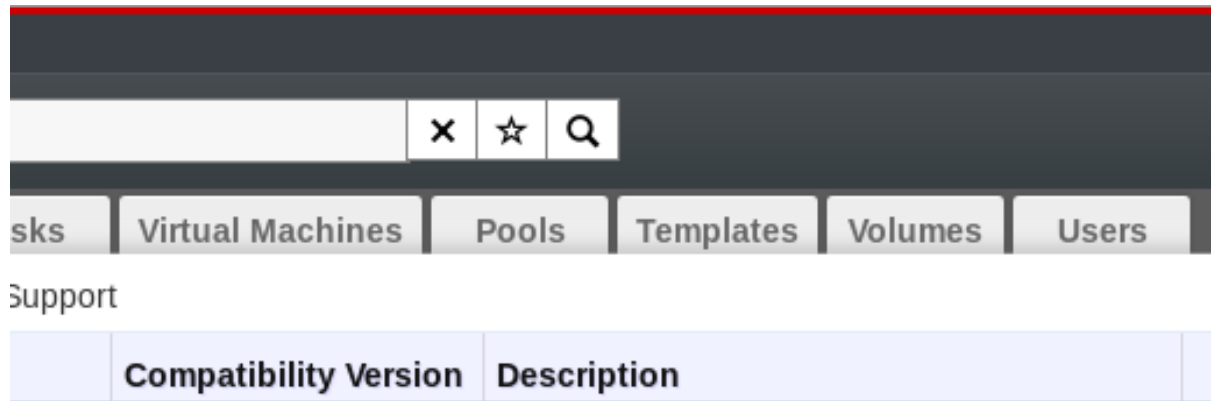 sks Virtual Machines Pools Templates Volumes Users
Support
Compatibility Version Description